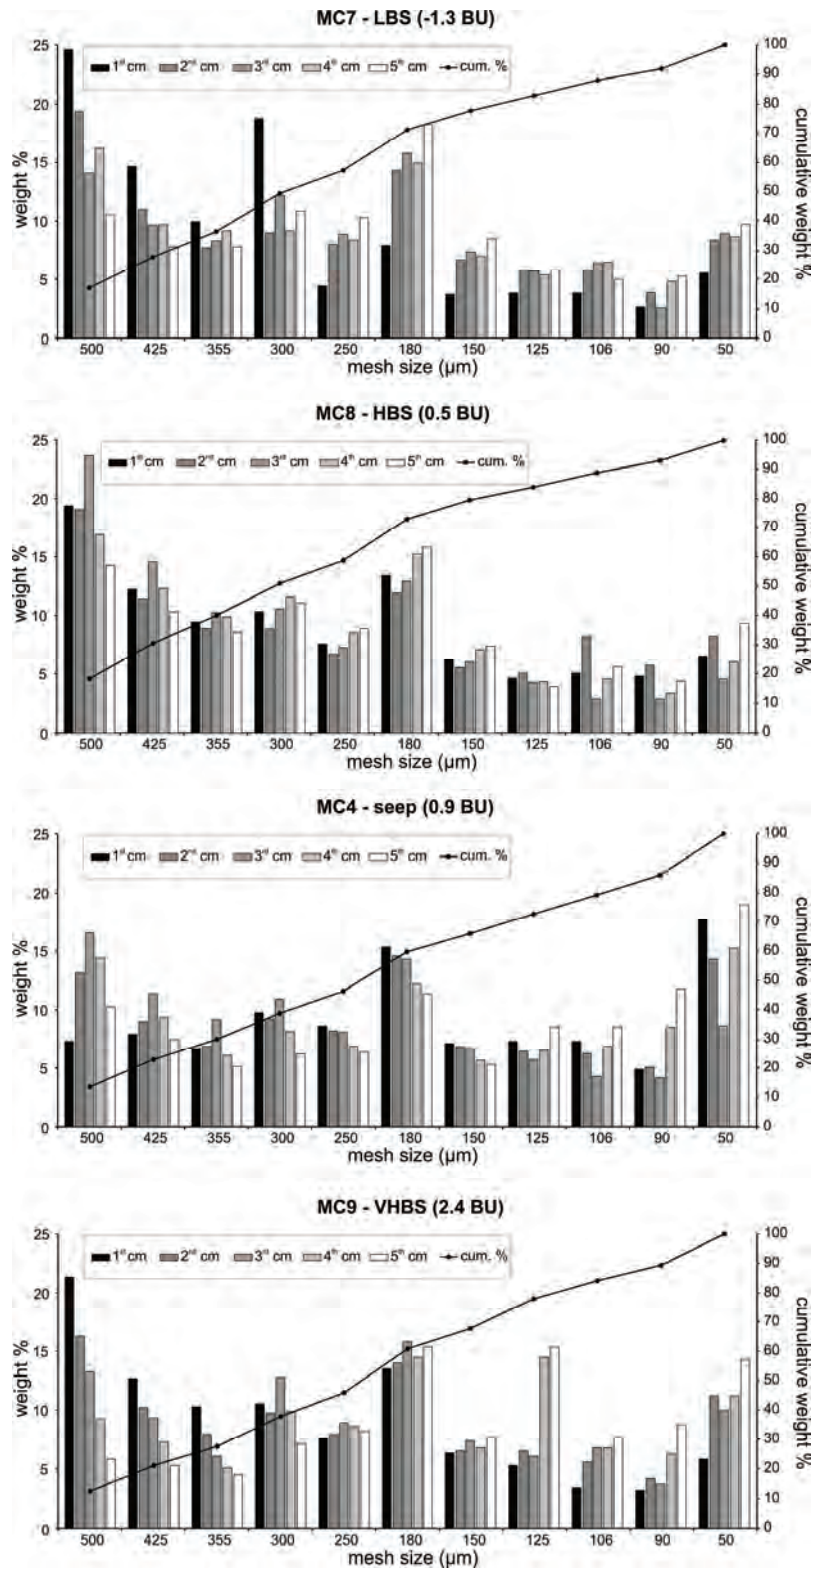 MC7 - LBS (-1.3 BU)
1st cm 2nd cm 3rd cm 4th cm 5th cm cum. %
weight %
25
20
15
10
5
0
cumulative weight %
100
90
80
70
60
50
40
30
20
10
0
500 425 355 300 250 180 150 125 106 90 50
mesh size (µm)
MC8 - HBS (0.5 BU)
1st cm 2nd cm 3rd cm 4th cm 5th cm cum. %
weight %
25
20
15
10
5
0
cumulative weight %
100
90
80
70
60
50
40
30
20
10
0
500 425 355 300 250 180 150 125 106 90 50
mesh size (µm)
MC4 - seep (0.9 BU)
1st cm 2nd cm 3rd cm 4th cm 5th cm cum. %
weight %
25
20
15
10
5
0
cumulative weight %
100
90
80
70
60
50
40
30
20
10
0
500 425 355 300 250 180 150 125 106 90 50
mesh size (µm)
MC9 - VHBS (2.4 BU)
1st cm 2nd cm 3rd cm 4th cm 5th cm cum. %
weight %
25
20
15
10
5
0
cumulative weight %
100
90
80
70
60
50
40
30
20
10
0
500 425 355 300 250 180 150 125 106 90 50
mesh size (µm)